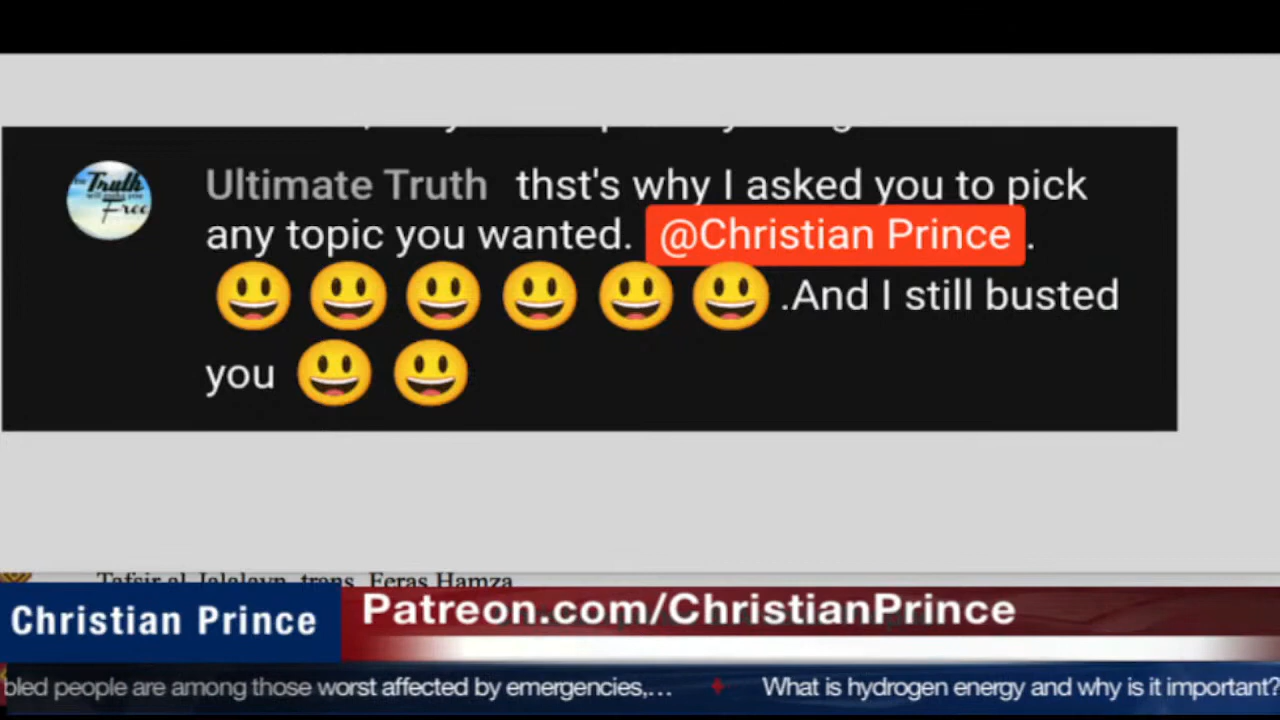 Truth
Free
Ultimate Truth thst's why I asked you to pick
any topic you wanted. @Christian Prince .
😃 😃 😃 😃 😃 😃 .And I still busted
you 😃 😃
Tafsir al-Jalalayn, trans. Feras Hamza
Christian Prince
Patreon.com/ChristianPrince
bled people are among those worst affected by emergencies,... What is hydrogen energy and why is it important?